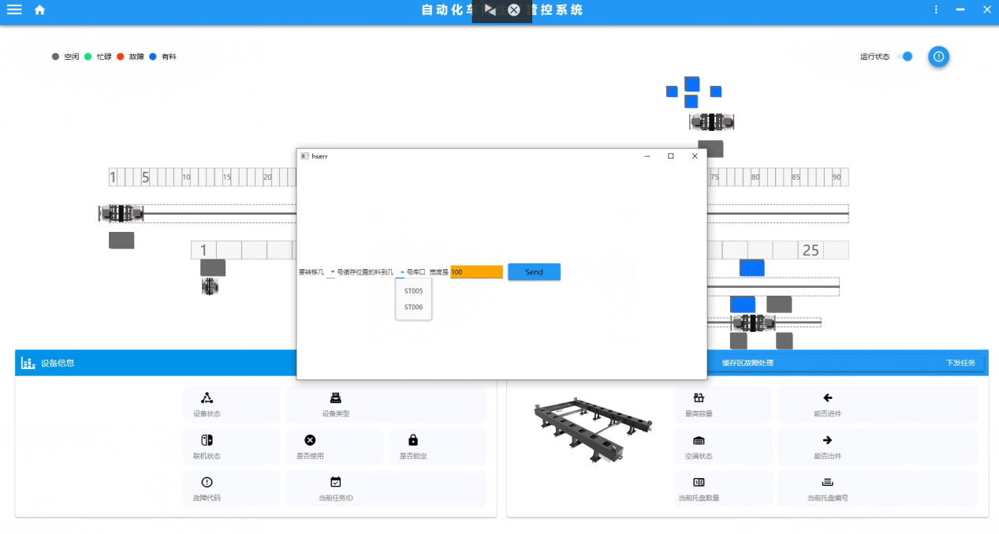 自动化车 生 管控系统
空闲 忙碌 故障 有料
运行状态
hserr
1 5 10 15 20
75 80 85 90
要转移几 号缓存位置的料到几 号库口 宽度是 100 Send
ST005
ST006
1
25
设备信息
缓存区故障处理 下发任务
设备状态 设备类型
联机状态 是否使用 是否锁定
故障代码 当前任务ID
最高容量 能否进件
空满状态 能否出件
当前托盘数量 当前托盘编号